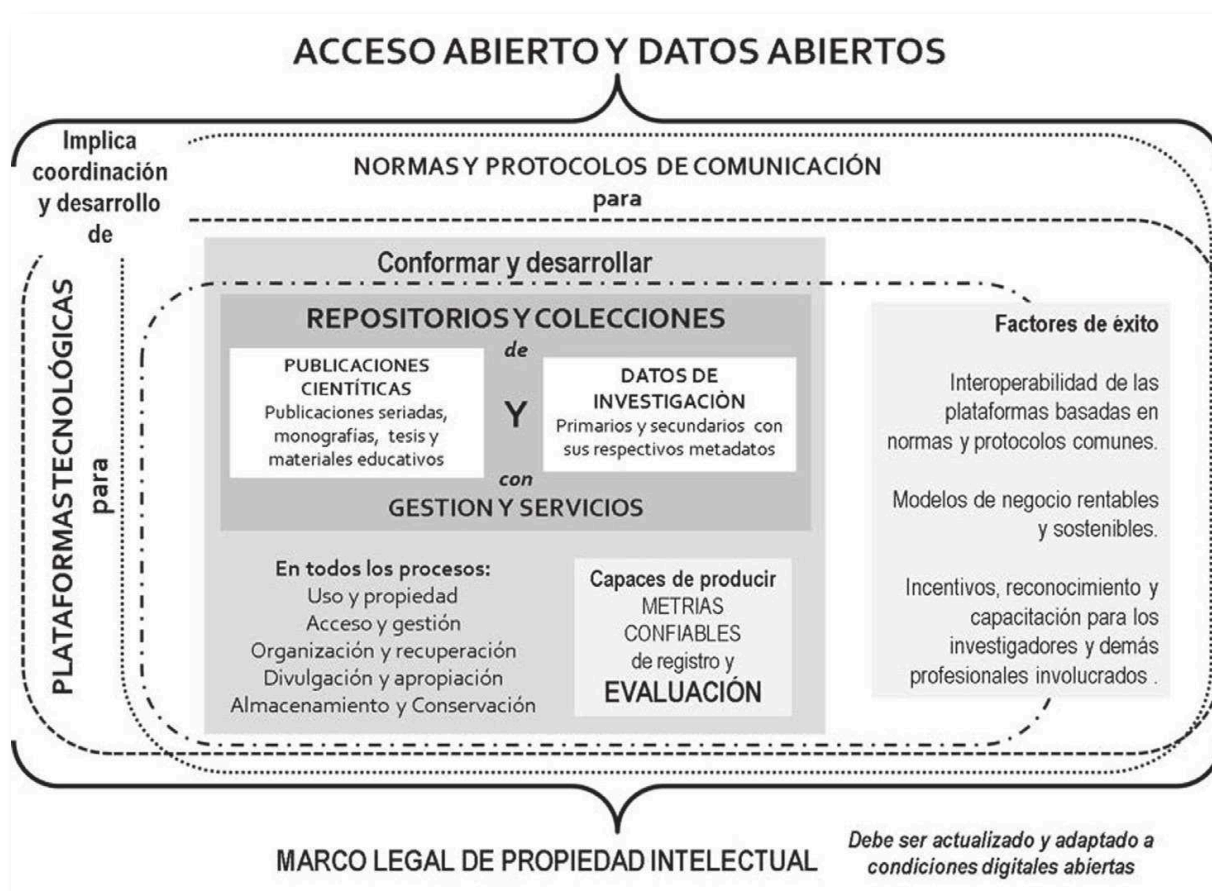 ACCESO ABIERTO Y DATOS ABIERTOS
Implica
coordinación
y desarrollo
de
NORMAS Y PROTOCOLOS DE COMUNICACIÓN
para
PLATAFORMAS TECNOLÓGICAS
para
Conformar y desarrollar
REPOSITORIOS Y COLECCIONES
de
PUBLICACIONES
CIENTÍFICAS
Publicaciones seriadas,
monografías, tesis y
materiales educativos
Y
DATOS DE
INVESTIGACIÒN
Primarios y secundarios con
sus respectivos metadatos
con
GESTION Y SERVICIOS
En todos los procesos:
Uso y propiedad
Acceso y gestión
Organización y recuperación
Divulgación y apropiación
Almacenamiento y Conservación
Capaces de producir
METRIAS
CONFIABLES
de registro y
EVALUACIÓN
Factores de éxito
Interoperabilidad de las
plataformas basadas en
normas y protocolos comunes.
Modelos de negocio rentables
y sostenibles.
Incentivos, reconocimiento y
capacitación para los
investigadores y demás
profesionales involucrados .
MARCO LEGAL DE PROPIEDAD INTELECTUAL
Debe ser actualizado y adaptado a
condiciones digitales abiertas